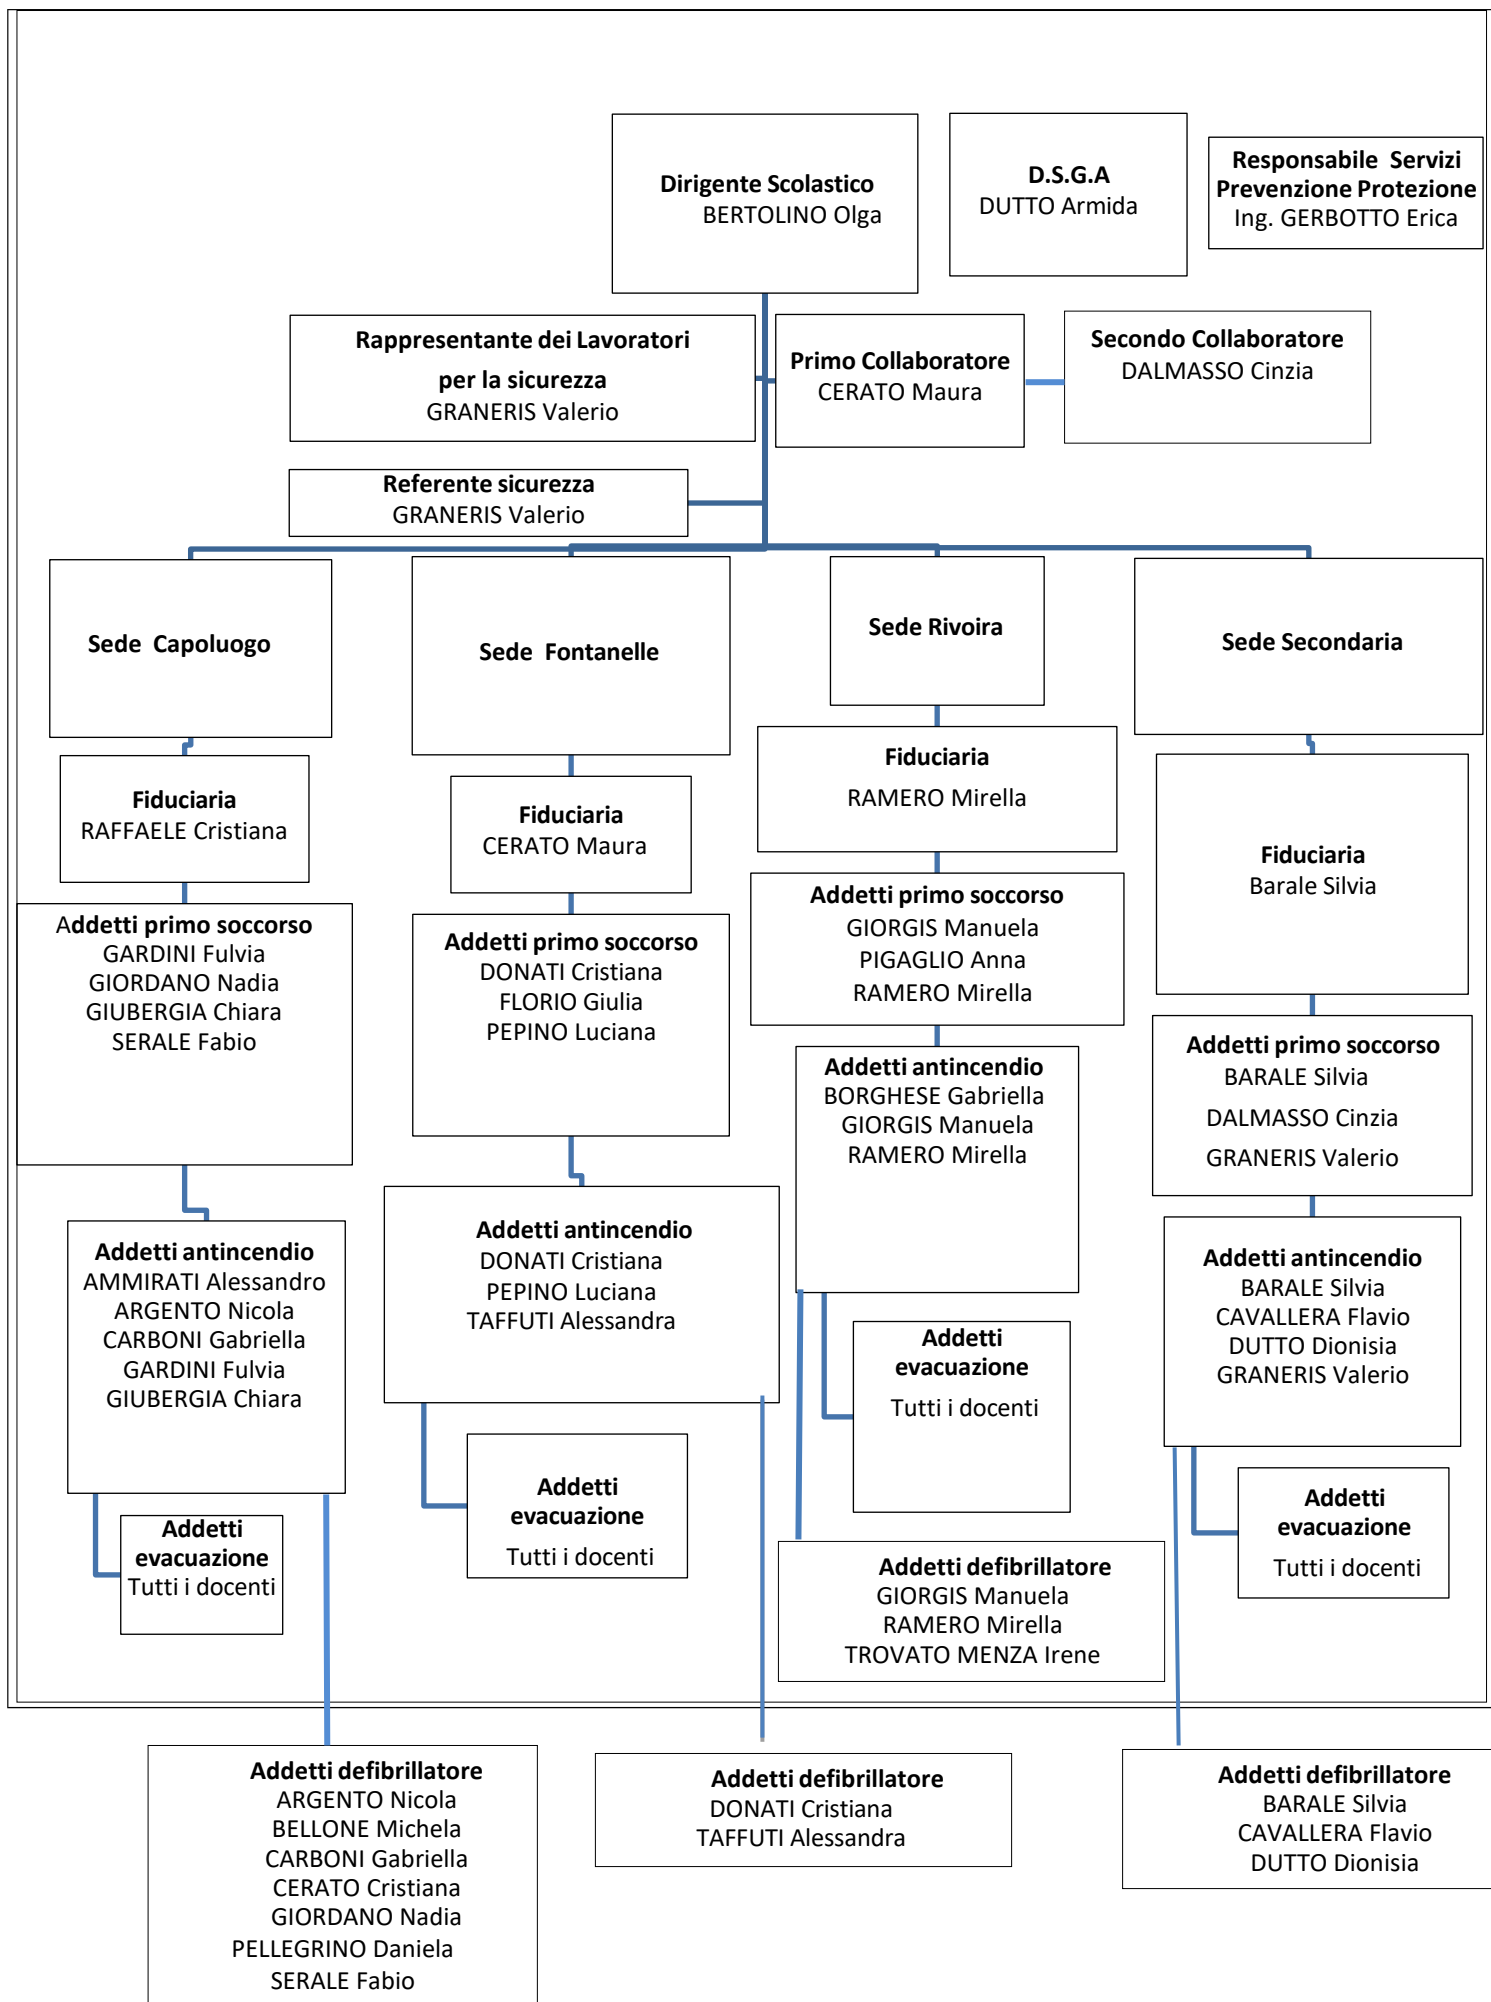 Dirigente Scolastico
BERTOLINO Olga
D.S.G.A
DUTTO Armida
Responsabile Servizi
Prevenzione Protezione
Ing. GERBOTTO Erica
Rappresentante dei Lavoratori
per la sicurezza
GRANERIS Valerio
Primo Collaboratore
CERATO Maura
Secondo Collaboratore
DALMASSO Cinzia
Referente sicurezza
GRANERIS Valerio
Sede Capoluogo
Sede Fontanelle
Sede Rivoira
Sede Secondaria
Fiduciaria
RAFFAELE Cristiana
Fiduciaria
CERATO Maura
Fiduciaria
RAMERO Mirella
Fiduciaria
Barale Silvia
Addetti primo soccorso
GARDINI Fulvia
GIORDANO Nadia
GIUBERGIA Chiara
SERALE Fabio
Addetti primo soccorso
DONATI Cristiana
FLORIO Giulia
PEPINO Luciana
Addetti primo soccorso
GIORGIS Manuela
PIGAGLIO Anna
RAMERO Mirella
Addetti primo soccorso
BARALE Silvia
DALMASSO Cinzia
GRANERIS Valerio
Addetti antincendio
AMMIRATI Alessandro
ARGENTO Nicola
CARBONI Gabriella
GARDINI Fulvia
GIUBERGIA Chiara
Addetti antincendio
DONATI Cristiana
PEPINO Luciana
TAFFUTI Alessandra
Addetti antincendio
BORGHESE Gabriella
GIORGIS Manuela
RAMERO Mirella
Addetti antincendio
BARALE Silvia
CAVALLERA Flavio
DUTTO Dionisia
GRANERIS Valerio
Addetti
evacuazione
Tutti i docenti
Addetti
evacuazione
Tutti i docenti
Addetti
evacuazione
Tutti i docenti
Addetti
evacuazione
Tutti i docenti
Addetti defibrillatore
GIORGIS Manuela
RAMERO Mirella
TROVATO MENZA Irene
Addetti defibrillatore
ARGENTO Nicola
BELLONE Michela
CARBONI Gabriella
CERATO Cristiana
GIORDANO Nadia
PELLEGRINO Daniela
SERALE Fabio
Addetti defibrillatore
DONATI Cristiana
TAFFUTI Alessandra
Addetti defibrillatore
BARALE Silvia
CAVALLERA Flavio
DUTTO Dionisia